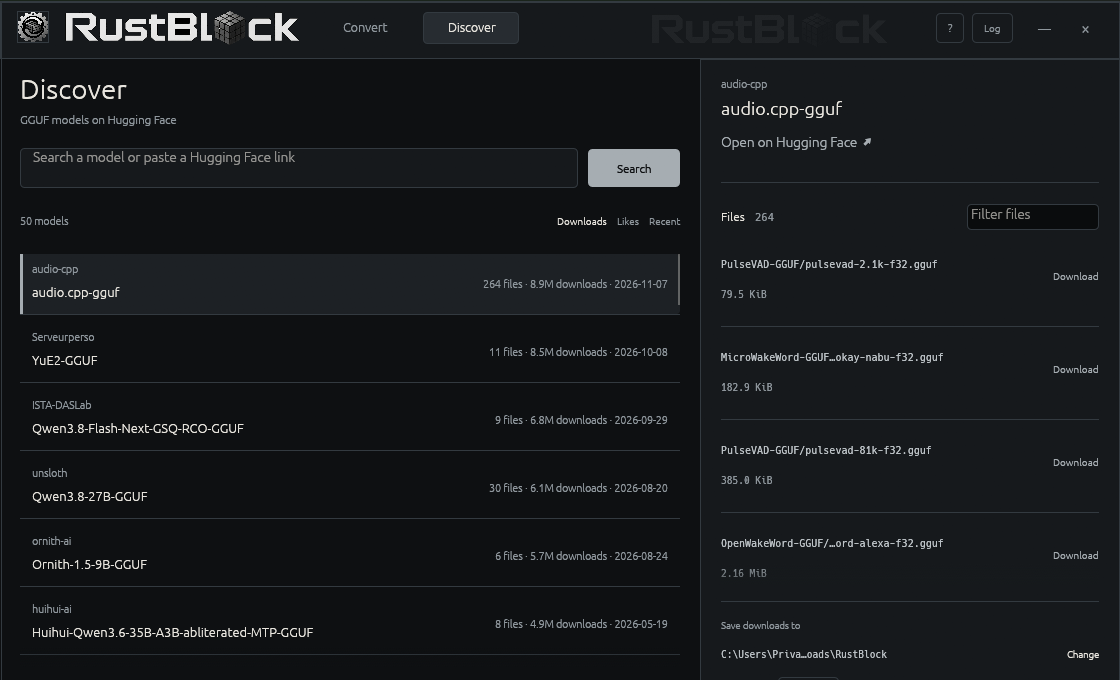 RustBlock
Convert
Discover
RustBlock
?
Log
Discover
GGUF models on Hugging Face
Search a model or paste a Hugging Face link
Search
50 models
Downloads Likes Recent
audio-cpp
audio.cpp-gguf
264 files · 8.9M downloads · 2026-11-07
Serveurperso
YuE2-GGUF
11 files · 8.5M downloads · 2026-10-08
ISTA-DASLab
Qwen3.8-Flash-Next-GSQ-RCO-GGUF
9 files · 6.8M downloads · 2026-09-29
unsloth
Qwen3.8-27B-GGUF
30 files · 6.1M downloads · 2026-08-20
ornith-ai
Ornith-1.5-9B-GGUF
6 files · 5.7M downloads · 2026-08-24
huihui-ai
Huihui-Qwen3.6-35B-A3B-abliterated-MTP-GGUF
8 files · 4.9M downloads · 2026-05-19
audio-cpp
audio.cpp-gguf
Open on Hugging Face ⬈
Files 264
Filter files
PulseVAD-GGUF/pulsevad-2.1k-f32.gguf
79.5 KiB
Download
MicroWakeWord-GGUF…okay-nabu-f32.gguf
182.9 KiB
Download
PulseVAD-GGUF/pulsevad-81k-f32.gguf
385.0 KiB
Download
OpenWakeWord-GGUF/…ord-alexa-f32.gguf
2.16 MiB
Download
Save downloads to
C:\Users\Priva…oads\RustBlock
Change